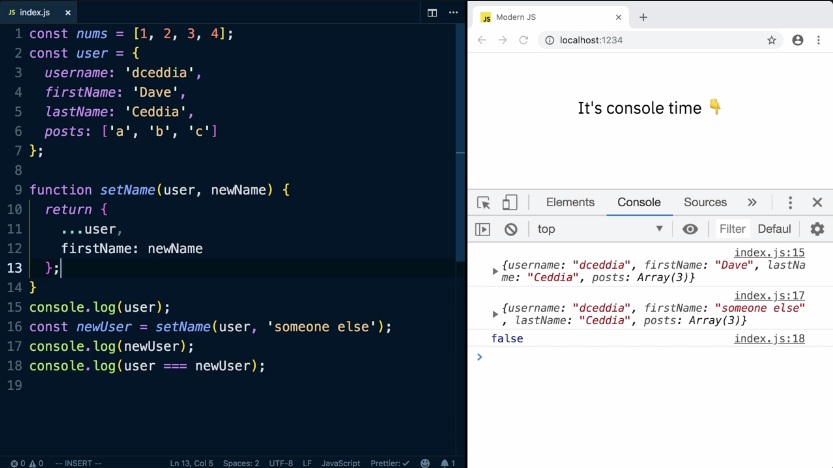 index.js ×
1 const nums = [1, 2, 3, 4];
2 const user = {
3 username: 'dceddia',
4 firstName: 'Dave',
5 lastName: 'Ceddia',
6 posts: ['a', 'b', 'c']
7 };
8
9 function setName(user, newName) {
10 return {
11 ...user,
12 firstName: newName
13 };
14 }
15 console.log(user);
16 const newUser = setName(user, 'someone else');
17 console.log(newUser);
18 console.log(user === newUser);
19
0 0 -- INSERT -- Ln 13, Col 5 Spaces: 2 UTF-8 LF JavaScript Prettier: ✓ 1
JS Modern JS × +
localhost:1234
It's console time 👇
Elements Console Sources » ×
top ▼ Filter Defaul
index.js:15
▶ {username: "dceddia", firstName: "Dave", lastNa
me: "Ceddia", posts: Array(3)}
index.js:17
▶ {username: "dceddia", firstName: "someone else"
, lastName: "Ceddia", posts: Array(3)}
false index.js:18
>